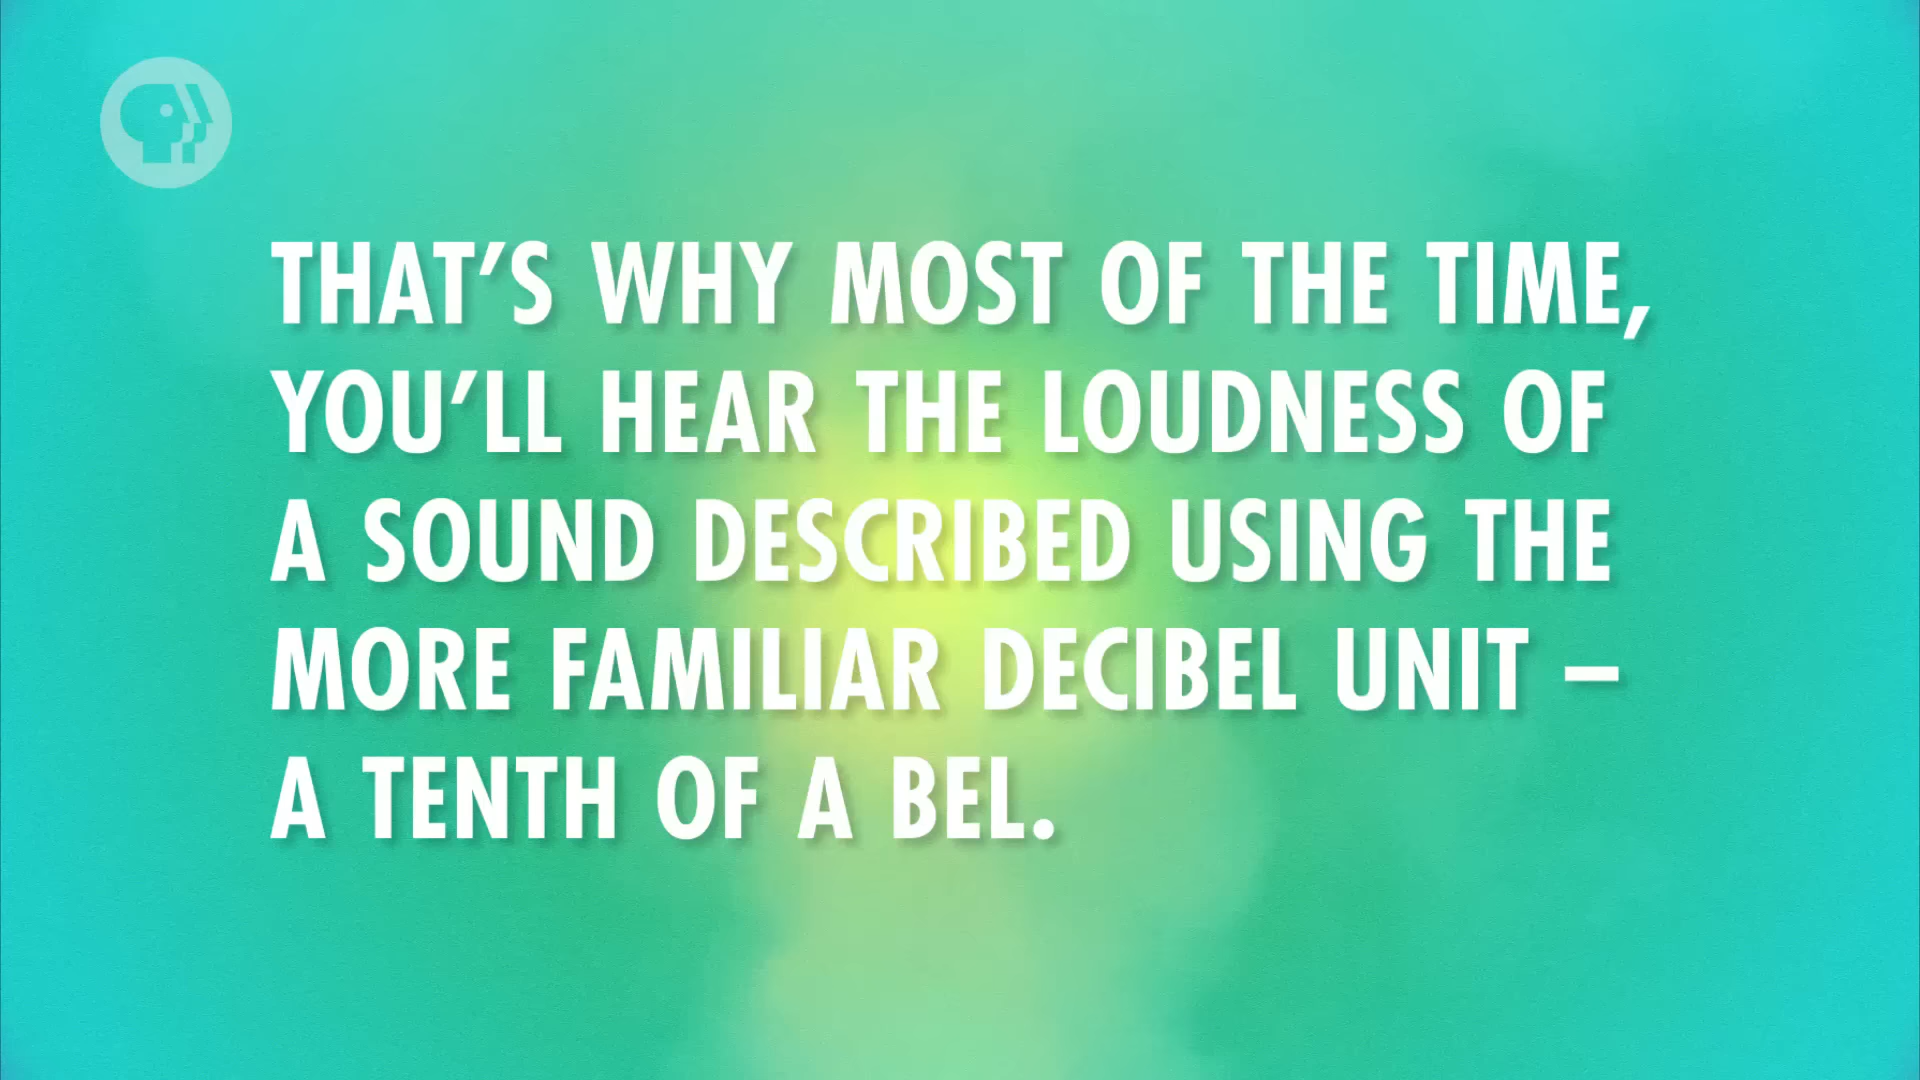 THAT’S WHY MOST OF THE TIME,
YOU’LL HEAR THE LOUDNESS OF
A SOUND DESCRIBED USING THE
MORE FAMILIAR DECIBEL UNIT –
A TENTH OF A BEL.